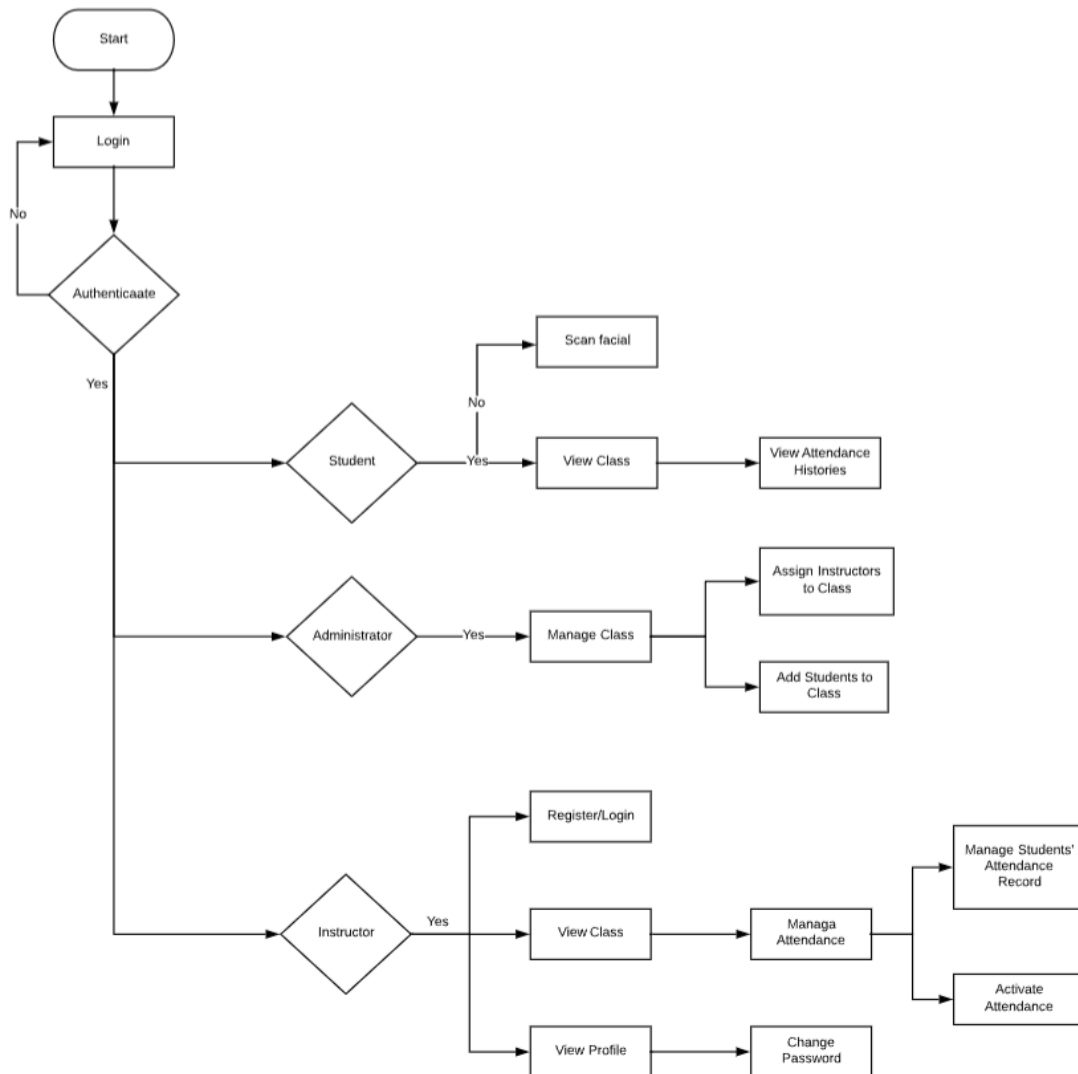 Start
Login
No
Authenticaate
Yes
Scan facial
No
Student
Yes
View Class
View Attendance
Histories
Assign Instructors
to Class
Administrator
Yes
Manage Class
Add Students to
Class
Register/Login
Manage Students'
Attendance
Record
Instructor
Yes
View Class
Managa
Attendance
Activate
Attendance
View Profile
Change
Password